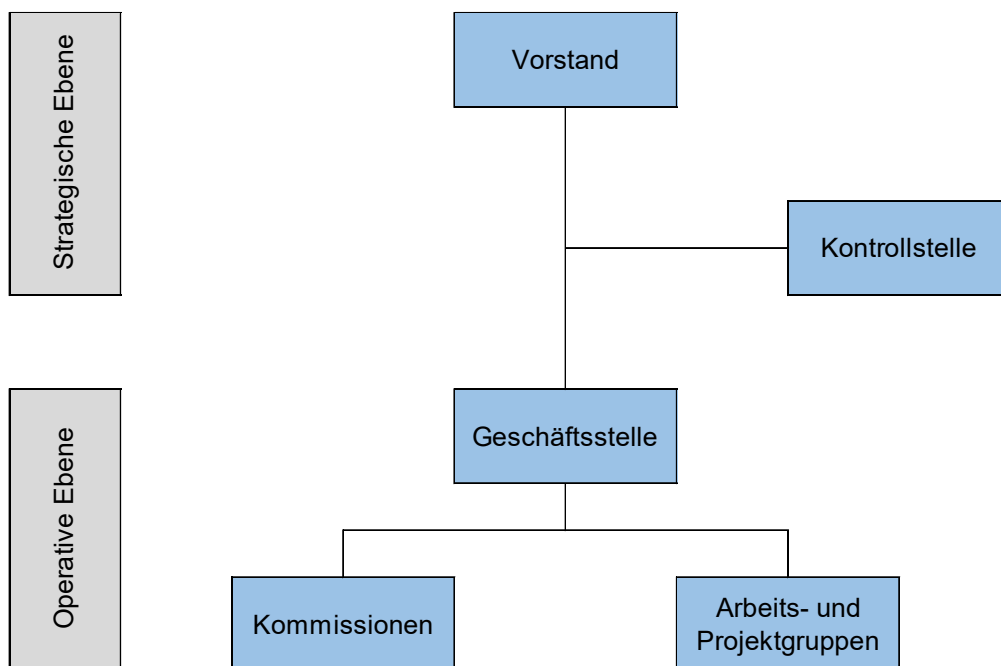 Strategische Ebene
Vorstand
Kontrollstelle
Operative Ebene
Geschäftsstelle
Kommissionen
Arbeits- und
Projektgruppen